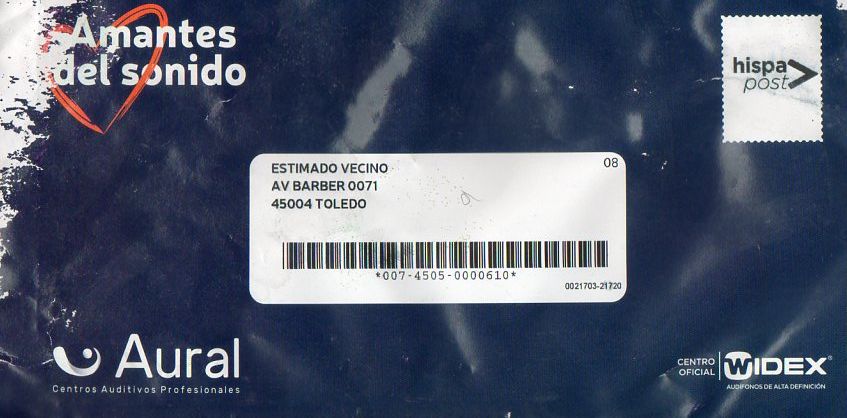 Amantes
del sonido
hispa
post
08
ESTIMADO VECINO
AV BARBER 0071
45004 TOLEDO
*007-4505-0000610*
0021703-21720
Aural
Centros Auditivos Profesionales
CENTRO
OFICIAL
WIDEX®
AUDÍFONOS DE ALTA DEFINICIÓN